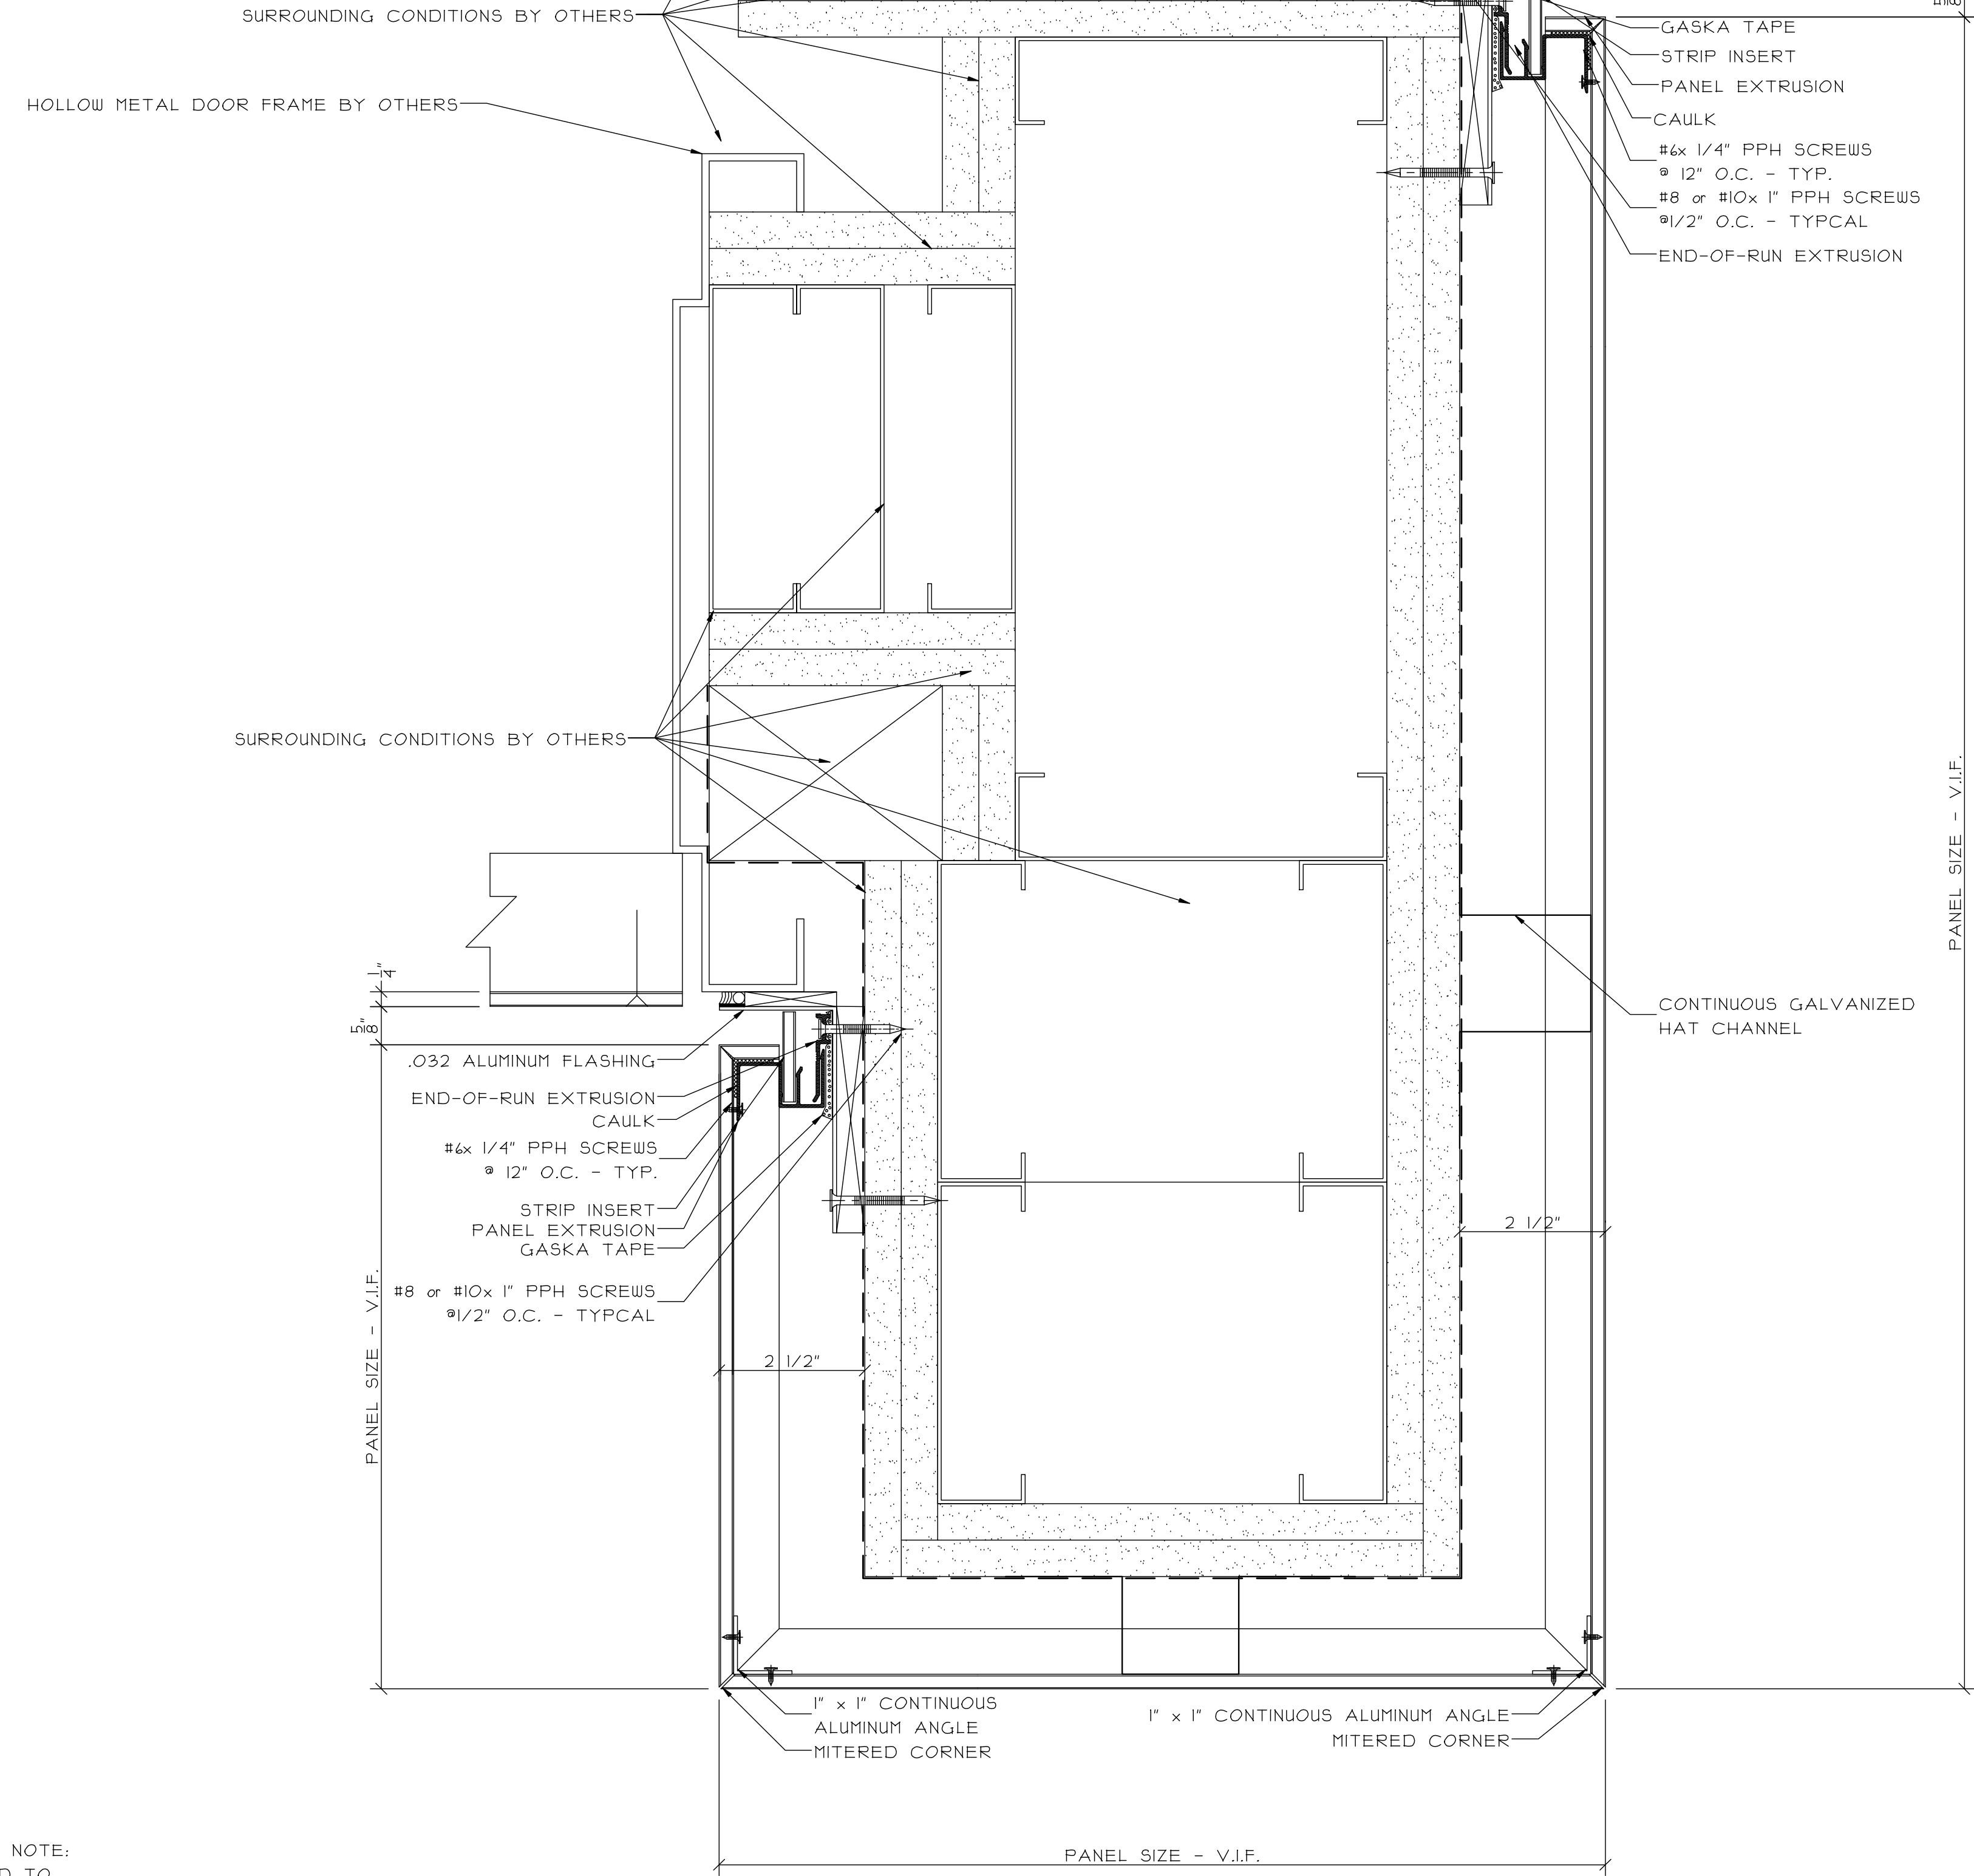 SURROUNDING CONDITIONS BY OTHERS
HOLLOW METAL DOOR FRAME BY OTHERS
GASKA TAPE
STRIP INSERT
PANEL EXTRUSION
CAULK
#6x 1/4" PPH SCREWS
@ 12" O.C. - TYP.
#8 or #10x 1" PPH SCREWS
@1/2" O.C. - TYPCAL
END-OF-RUN EXTRUSION
SURROUNDING CONDITIONS BY OTHERS
PANEL SIZE - V.I.F.
CONTINUOUS GALVANIZED
HAT CHANNEL
1/4"
5/8"
.032 ALUMINUM FLASHING
END-OF-RUN EXTRUSION
CAULK
#6x 1/4" PPH SCREWS
@ 12" O.C. - TYP.
STRIP INSERT
PANEL EXTRUSION
GASKA TAPE
#8 or #10x 1" PPH SCREWS
@1/2" O.C. - TYPCAL
2 1/2"
2 1/2"
PANEL SIZE - V.I.F.
1" x 1" CONTINUOUS
ALUMINUM ANGLE
MITERED CORNER
1" x 1" CONTINUOUS ALUMINUM ANGLE
MITERED CORNER
NOTE:
TO
PANEL SIZE - V.I.F.